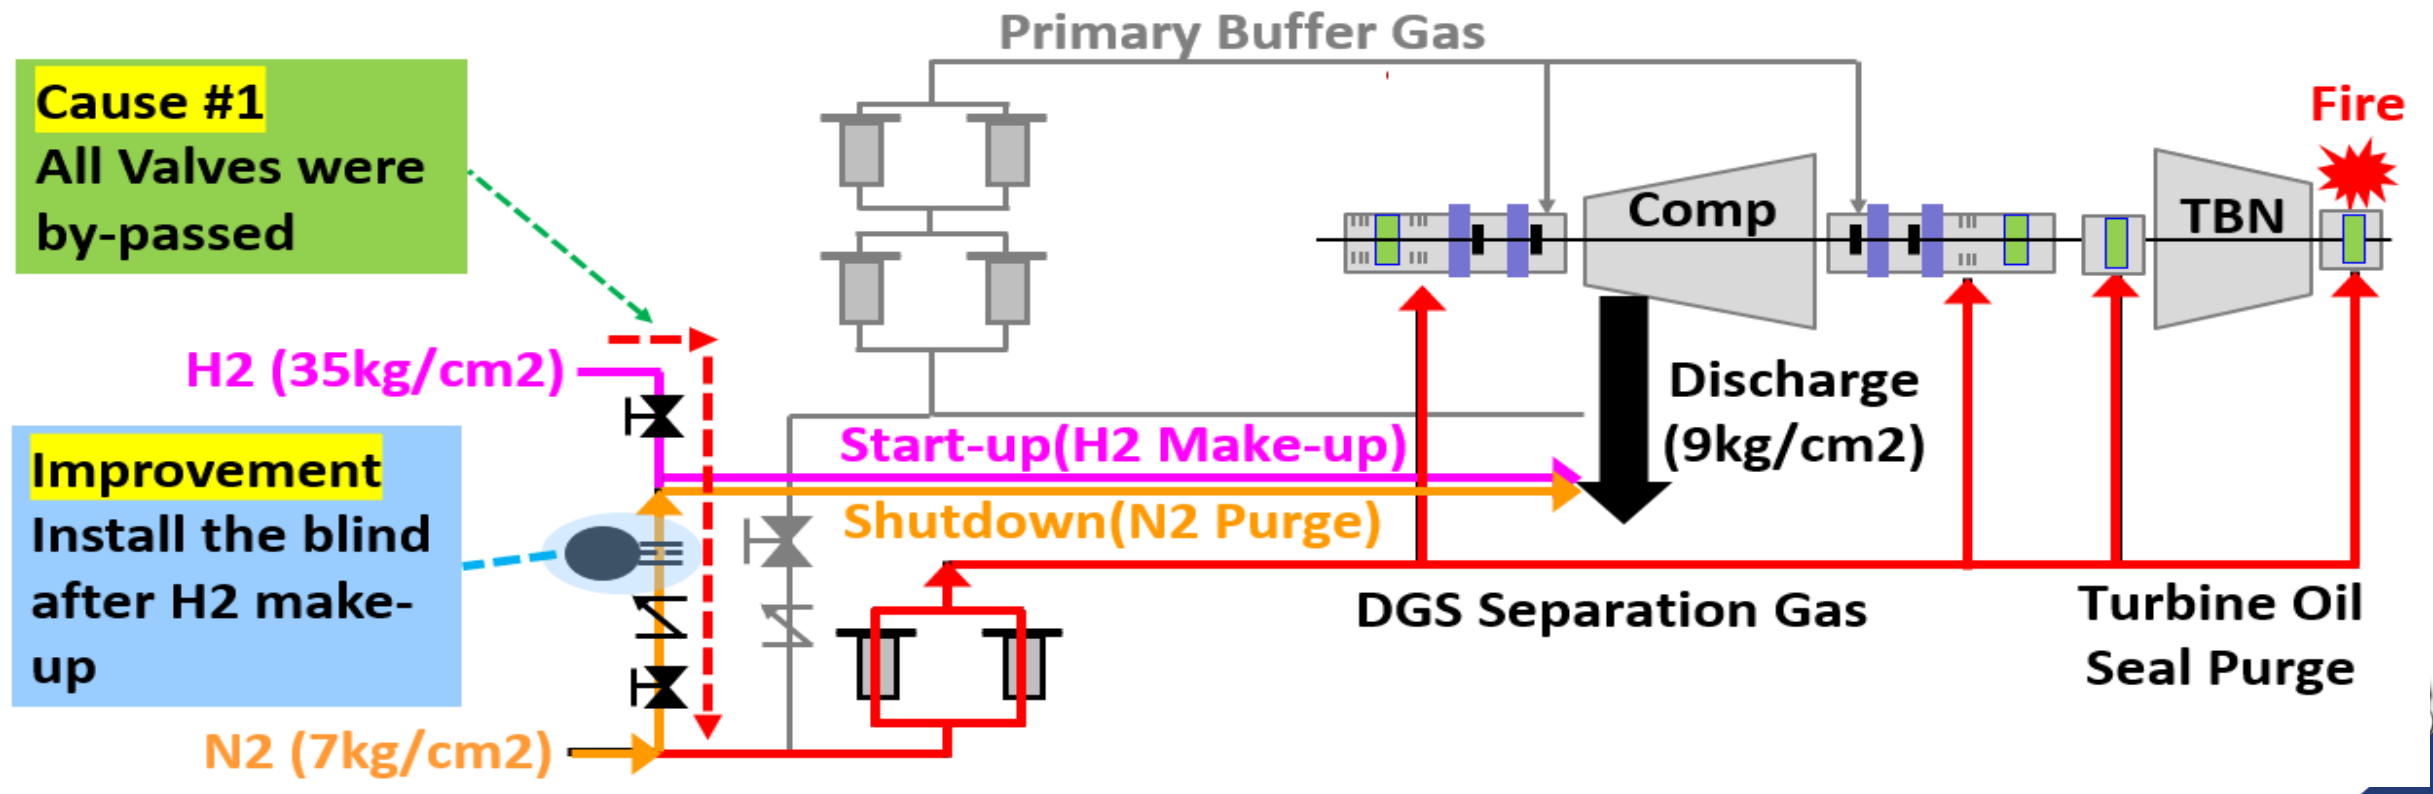 Primary Buffer Gas
Cause #1
All Valves were
by-passed
Fire
Comp
TBN
H2 (35kg/cm2)
Discharge
(9kg/cm2)
Start-up(H2 Make-up)
Improvement
Install the blind
after H2 make-
up
Shutdown(N2 Purge)
DGS Separation Gas
Turbine Oil
Seal Purge
N2 (7kg/cm2)